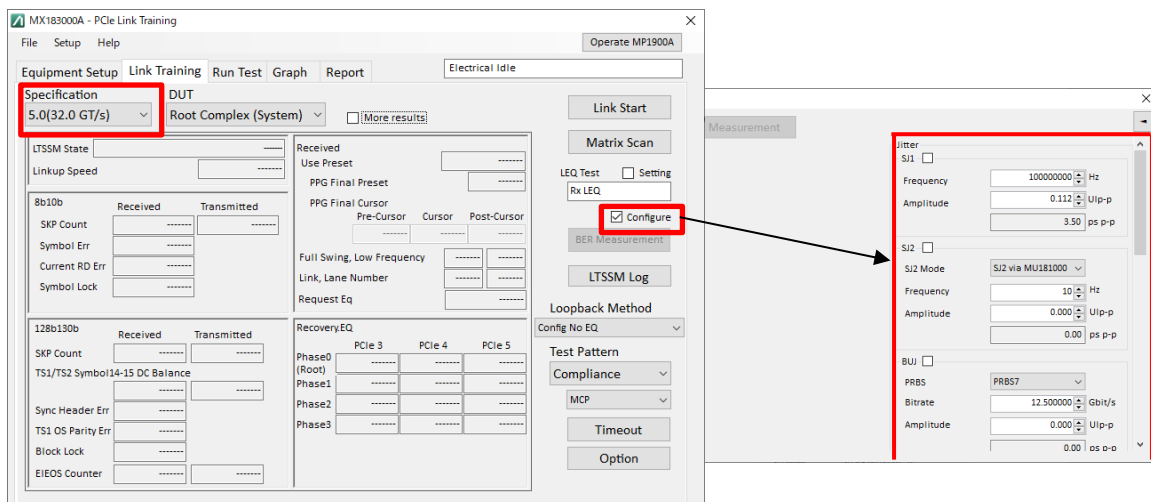 MX183000A - PCIe Link Training
File Setup Help
Operate MP1900A
Equipment Setup Link Training Run Test Graph Report
Electrical Idle
Specification
DUT
5.0(32.0 GT/s)
Root Complex (System)
More results
Link Start
Matrix Scan
LTSSM State ------
Linkup Speed -------
LEQ Test Setting
Rx LEQ
Configure
BER Measurement
LTSSM Log
Loopback Method
Config No EQ
Test Pattern
Compliance
MCP
Timeout
Option
8b10b
Received Transmitted
SKP Count ------- -------
Symbol Err -------
Current RD Err -------
Symbol Lock -------
Received
Use Preset -------
PPG Final Preset -------
PPG Final Cursor
Pre-Cursor Cursor Post-Cursor
------- ------- -------
Full Swing, Low Frequency ------- -------
Link, Lane Number ------- -------
Request Eq -------
128b130b
Received Transmitted
SKP Count ------- -------
TS1/TS2 Symbol14-15 DC Balance
------- -------
Sync Header Err -------
TS1 OS Parity Err -------
Block Lock -------
EIEOS Counter ------- -------
Recovery.EQ
PCIe 3 PCIe 4 PCIe 5
Phase0 ------- ------- -------
(Root)
Phase1 ------- ------- -------
Phase2 ------- ------- -------
Phase3 ------- ------- -------
Measurement
Jitter
SJ1
Frequency 100000000 Hz
Amplitude 0.112 UIp-p
3.50 ps p-p
SJ2
SJ2 Mode SJ2 via MU181000
Frequency 10 Hz
Amplitude 0.000 UIp-p
0.00 ps p-p
BUJ
PRBS PRBS7
Bitrate 12.500000 Gbit/s
Amplitude 0.000 UIp-p
0.00 ps p-p